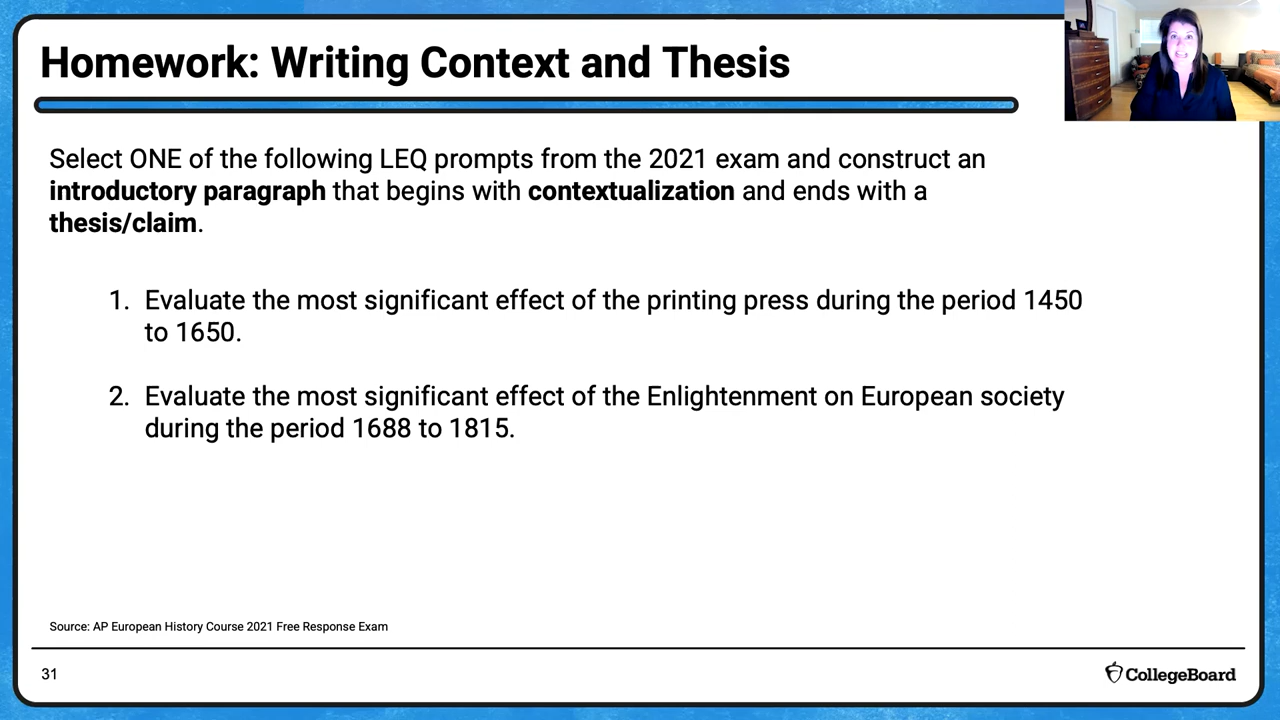 Homework: Writing Context and Thesis
Select ONE of the following LEQ prompts from the 2021 exam and construct an
introductory paragraph that begins with contextualization and ends with a
thesis/claim.
1. Evaluate the most significant effect of the printing press during the period 1450
to 1650.
2. Evaluate the most significant effect of the Enlightenment on European society
during the period 1688 to 1815.
Source: AP European History Course 2021 Free Response Exam
31
CollegeBoard